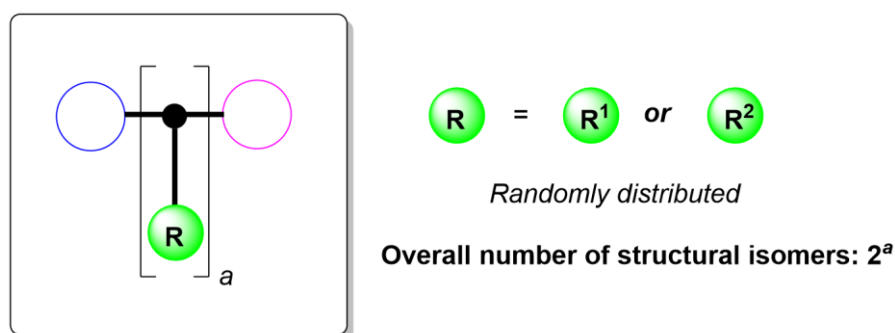 R
a
R = R¹ or R²
Randomly distributed
Overall number of structural isomers: 2ᵃ